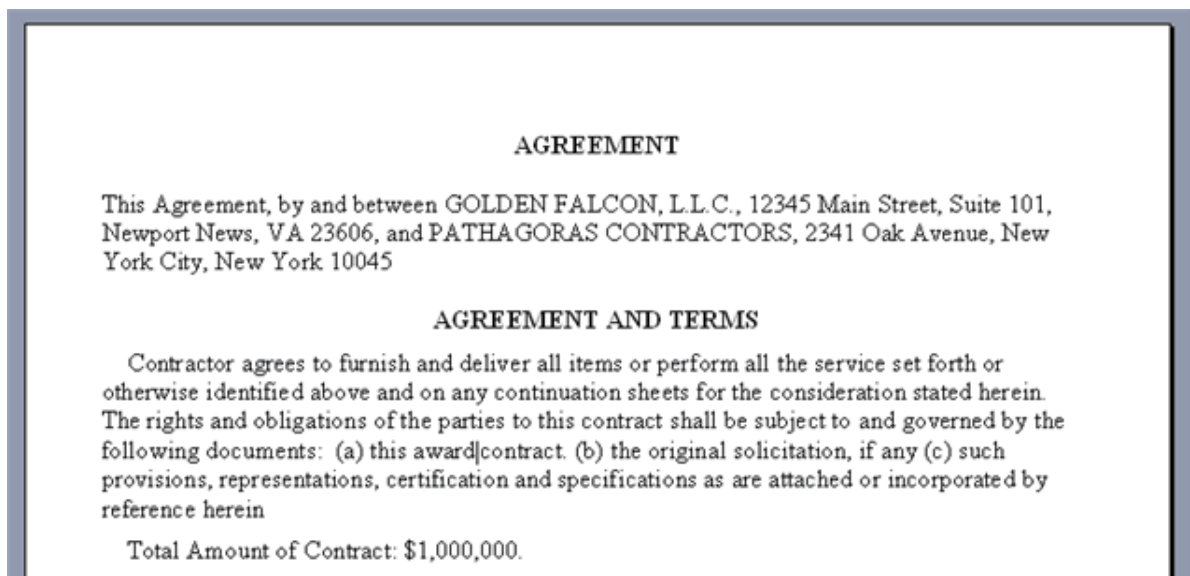 AGREEMENT
This Agreement, by and between GOLDEN FALCON, L.L.C., 12345 Main Street, Suite 101,
Newport News, VA 23606, and PATHAGORAS CONTRACTORS, 2341 Oak Avenue, New
York City, New York 10045
AGREEMENT AND TERMS
Contractor agrees to furnish and deliver all items or perform all the service set forth or
otherwise identified above and on any continuation sheets for the consideration stated herein.
The rights and obligations of the parties to this contract shall be subject to and governed by the
following documents: (a) this award|contract. (b) the original solicitation, if any (c) such
provisions, representations, certification and specifications as are attached or incorporated by
reference herein
Total Amount of Contract: $1,000,000.